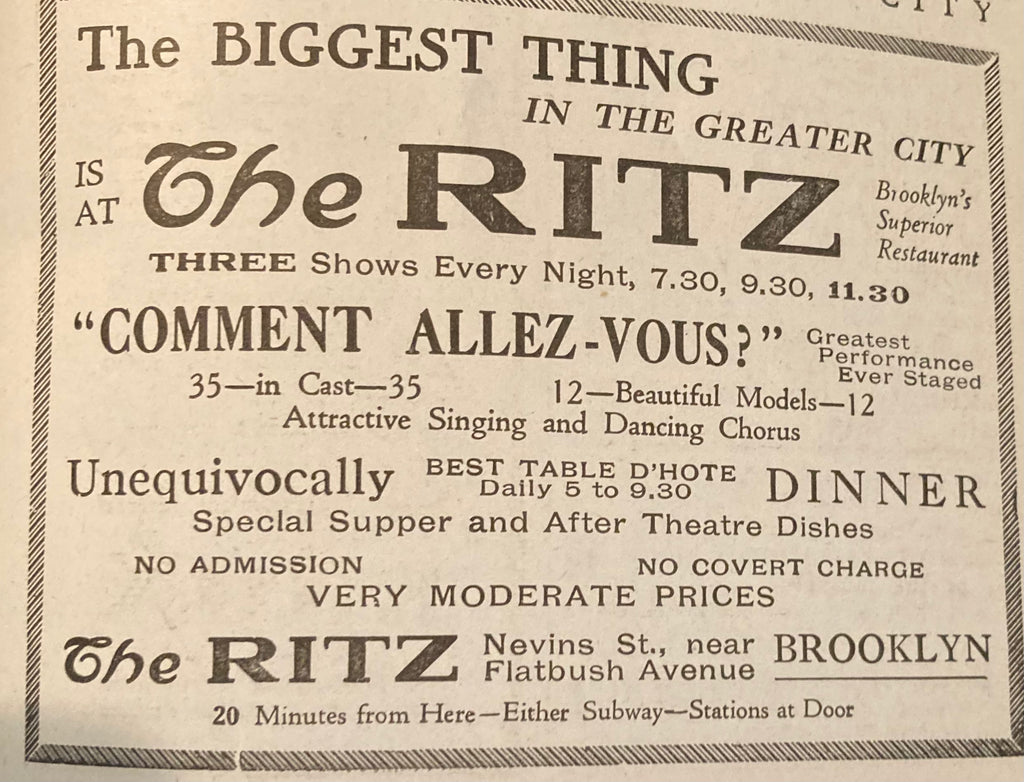 CITY
The BIGGEST THING
IN THE GREATER CITY
IS AT The RITZ Brooklyn's Superior Restaurant
THREE Shows Every Night, 7.30, 9.30, 11.30
"COMMENT ALLEZ-VOUS?" Greatest Performance Ever Staged
35—in Cast—35 12—Beautiful Models—12
Attractive Singing and Dancing Chorus
Unequivocally BEST TABLE D'HOTE Daily 5 to 9.30 DINNER
Special Supper and After Theatre Dishes
NO ADMISSION NO COVERT CHARGE
VERY MODERATE PRICES
The RITZ Nevins St., near Flatbush Avenue BROOKLYN
20 Minutes from Here—Either Subway—Stations at Door